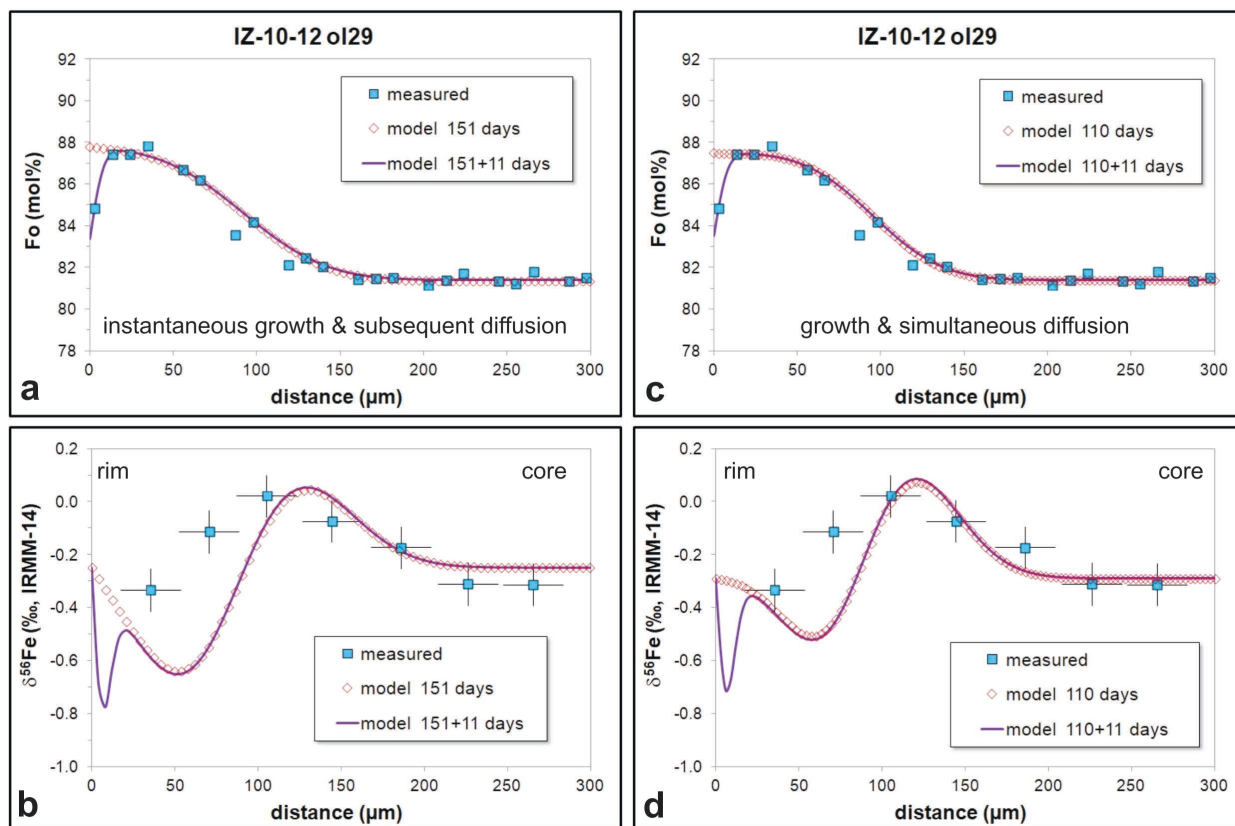 IZ-10-12 ol29
92
90
88
86
84
82
80
78
Fo (mol%)
measured
model 151 days
model 151+11 days
instantaneous growth & subsequent diffusion
0 50 100 150 200 250 300
distance (µm)
a
IZ-10-12 ol29
92
90
88
86
84
82
80
78
Fo (mol%)
measured
model 110 days
model 110+11 days
growth & simultaneous diffusion
0 50 100 150 200 250 300
distance (µm)
c
0.2
0.0
-0.2
-0.4
-0.6
-0.8
-1.0
δ⁵⁶Fe (‰, IRMM-14)
rim core
measured
model 151 days
model 151+11 days
0 50 100 150 200 250 300
distance (µm)
b
0.2
0.0
-0.2
-0.4
-0.6
-0.8
-1.0
δ⁵⁶Fe (‰, IRMM-14)
rim core
measured
model 110 days
model 110+11 days
0 50 100 150 200 250 300
distance (µm)
d